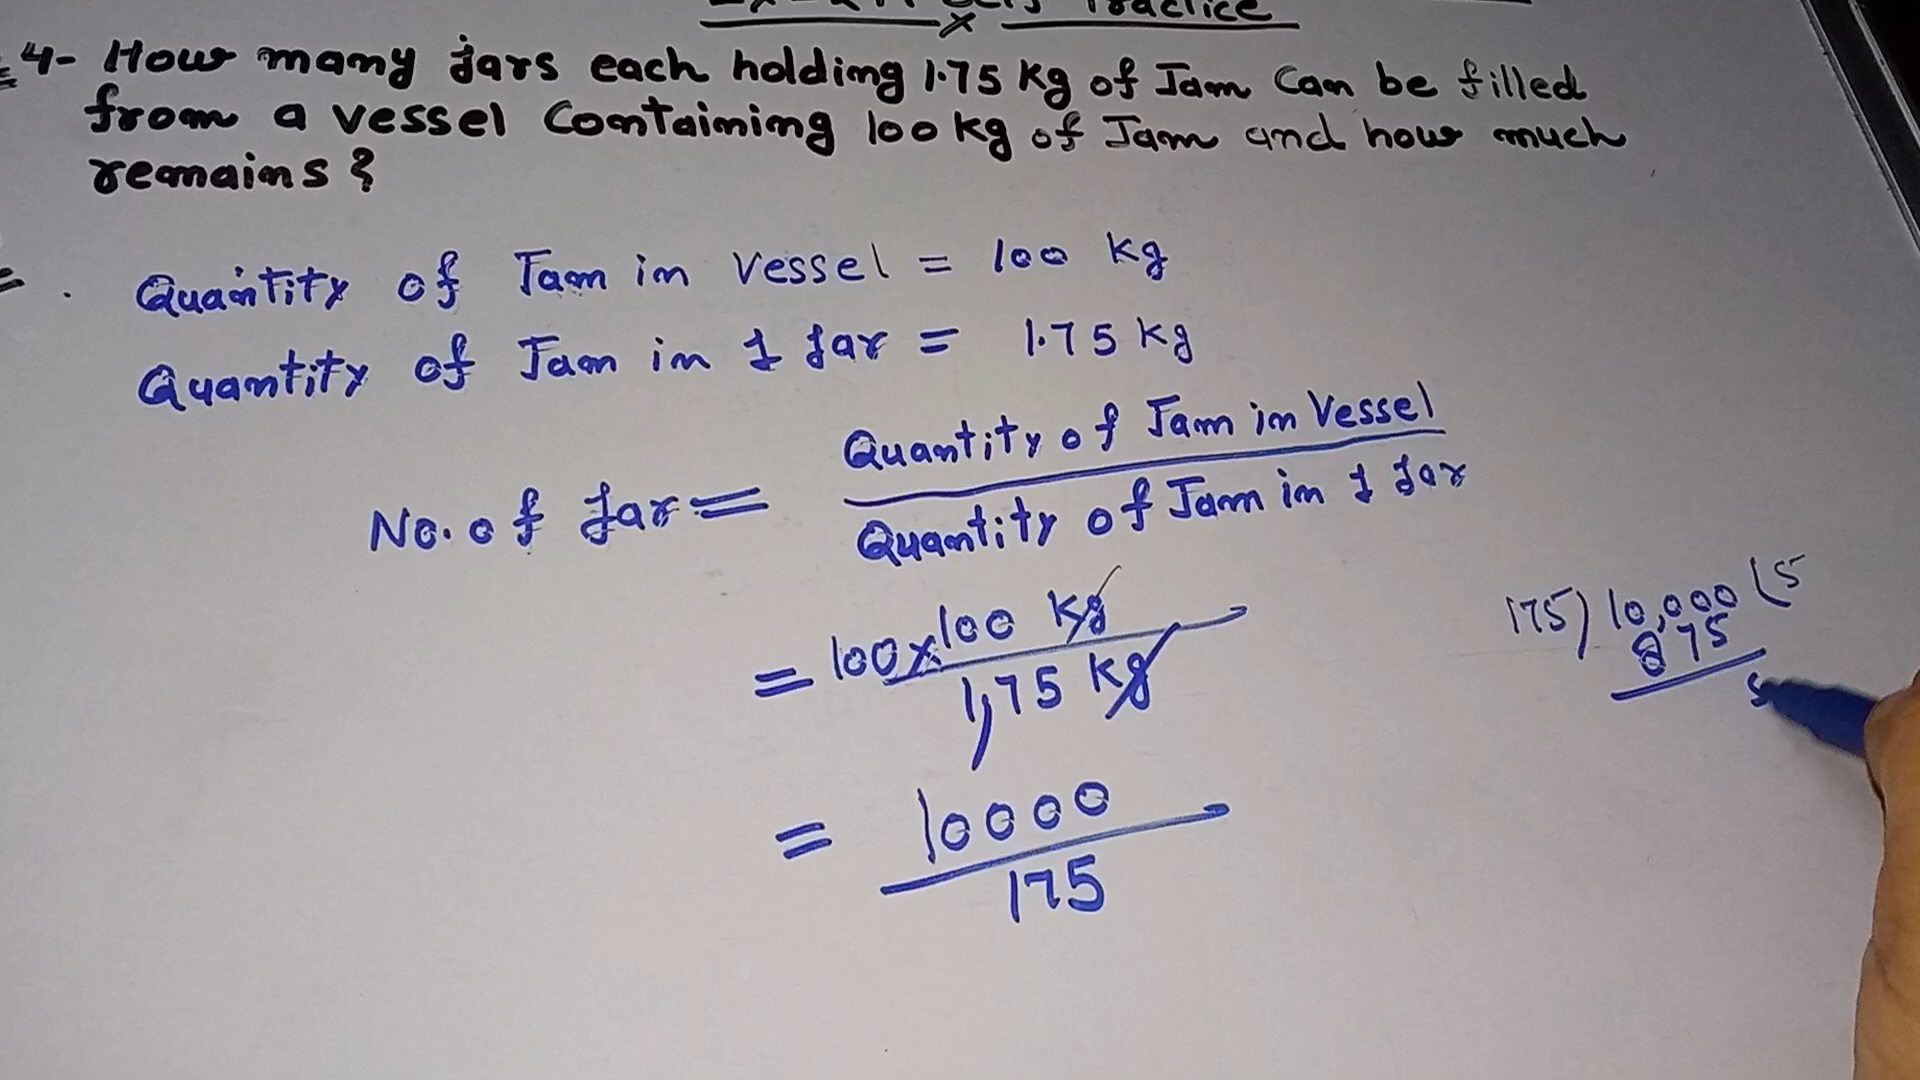 Practice
4- How many jars each holding 1.75 Kg of Jam Can be filled
from a vessel Containing 100 kg of Jam and how much
remains?
Quantity of Jam in Vessel = 100 Kg
Quantity of Jam in 1 Jar = 1.75 Kg
No. of Jar = Quantity of Jam in Vessel
Quantity of Jam in 1 Jar
= 100 × 100 Kg
1,75 Kg
= 10000
175
175) 10,000 (5
875
5